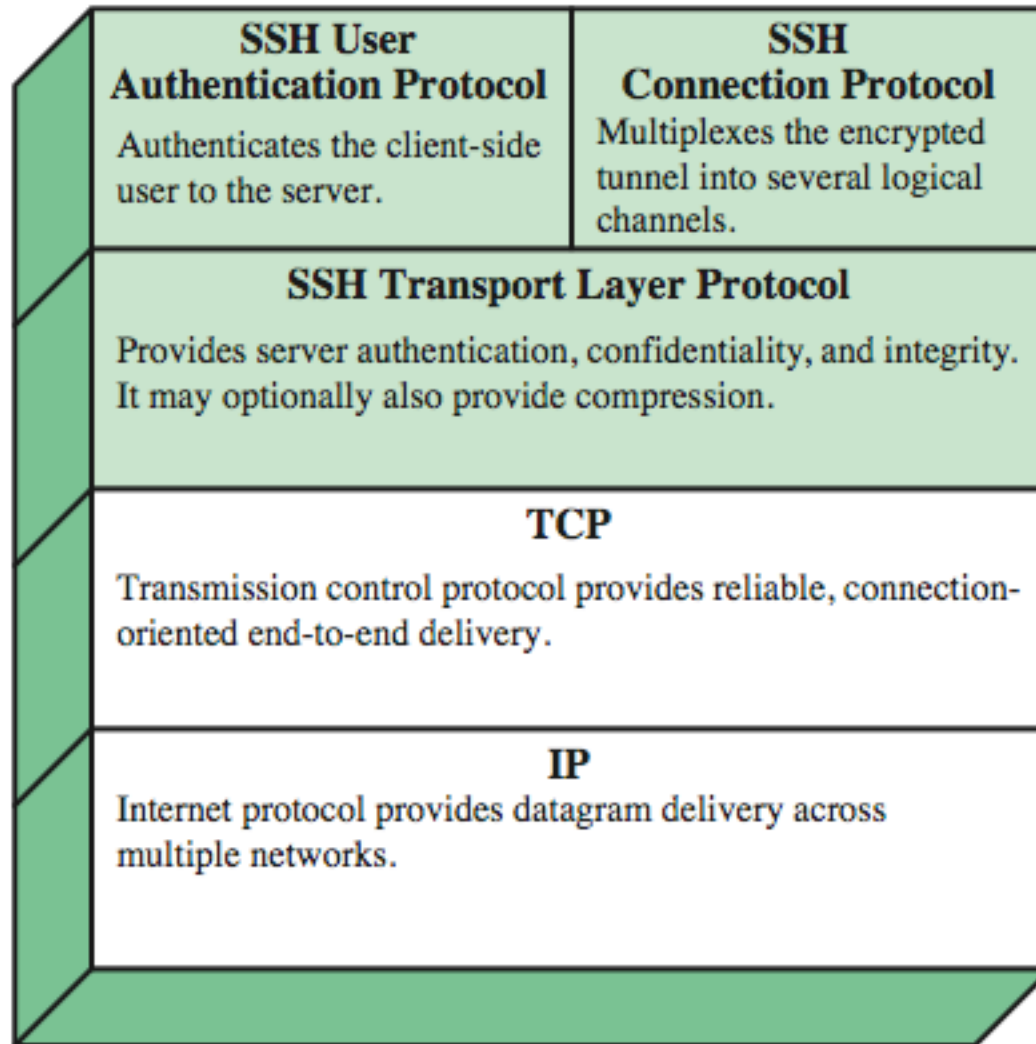 SSH User
Authentication Protocol
Authenticates the client-side
user to the server.
SSH
Connection Protocol
Multiplexes the encrypted
tunnel into several logical
channels.
SSH Transport Layer Protocol
Provides server authentication, confidentiality, and integrity.
It may optionally also provide compression.
TCP
Transmission control protocol provides reliable, connection-
oriented end-to-end delivery.
IP
Internet protocol provides datagram delivery across
multiple networks.